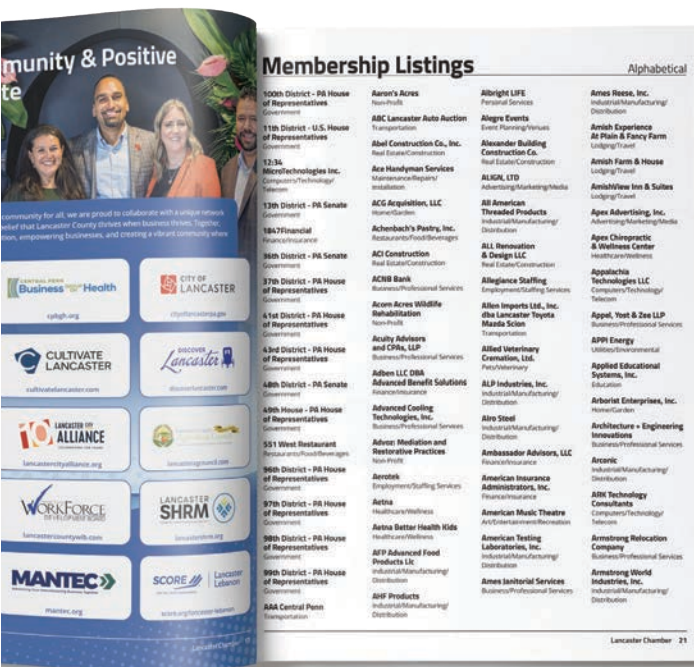 munity & Positive
te
community for all, we are proud to collaborate with a unique network
belief that Lancaster County thrives when business thrives. Together,
tion, empowering businesses, and creating a vibrant community where
CENTRAL PENN
Business
Health
cpbgh.org
CITY OF
LANCASTER
cityoflancasterpa.gov
CULTIVATE
LANCASTER
cultivatelancaster.com
DISCOVER
Lancaster
discoverlancaster.com
10
LANCASTER CITY
ALLIANCE
lancastercityalliance.org
WORKFORCE
DEVELOPMENT BOARD
lancastercountywib.com
LANCASTER
SHRM
lancastershrm.org
MANTEC
mantec.org
SCORE
Lancaster
Lebanon
score.org/lancaster-lebanon
Lancaster Chamber
Membership Listings
Alphabetical
100th District - PA House
of Representatives
Government
11th District - U.S. House
of Representatives
Government
12:34
MicroTechnologies Inc.
Computers/Technology/
Telecom
13th District - PA Senate
Government
1847Financial
Finance/Insurance
36th District - PA Senate
Government
37th District - PA House
of Representatives
Government
41st District - PA House
of Representatives
Government
43rd District - PA House
of Representatives
Government
48th District - PA Senate
Government
49th House - PA House
of Representatives
Government
551 West Restaurant
Restaurants/Food/Beverages
96th District - PA House
of Representatives
Government
97th District - PA House
of Representatives
Government
98th District - PA House
of Representatives
Government
99th District - PA House
of Representatives
Government
AAA Central Penn
Transportation
Aaron's Acres
Non-Profit
ABC Lancaster Auto Auction
Transportation
Abel Construction Co., Inc.
Real Estate/Construction
Ace Handyman Services
Maintenance/Repairs/
Installation
ACG Acquisition, LLC
Home/Garden
Achenbach's Pastry, Inc.
Restaurants/Food/Beverages
ACI Construction
Real Estate/Construction
ACNB Bank
Business/Professional Services
Acorn Acres Wildlife
Rehabilitation
Non-Profit
Acuity Advisors
and CPAs, LLP
Business/Professional Services
Adben LLC DBA
Advanced Benefit Solutions
Finance/Insurance
Advanced Cooling
Technologies, Inc.
Business/Professional Services
Advoz: Mediation and
Restorative Practices
Non-Profit
Aerotek
Employment/Staffing Services
Aetna
Healthcare/Wellness
Aetna Better Health Kids
Healthcare/Wellness
AFP Advanced Food
Products Llc
Industrial/Manufacturing/
Distribution
AHF Products
Industrial/Manufacturing/
Distribution
Albright LIFE
Personal Services
Alegre Events
Event Planning/Venues
Alexander Building
Construction Co.
Real Estate/Construction
ALIGN, LTD
Advertising/Marketing/Media
All American
Threaded Products
Industrial/Manufacturing/
Distribution
ALL Renovation
& Design LLC
Real Estate/Construction
Allegiance Staffing
Employment/Staffing Services
Allen Imports Ltd., Inc.
dba Lancaster Toyota
Mazda Scion
Transportation
Allied Veterinary
Cremation, Ltd.
Pets/Veterinary
ALP Industries, Inc.
Industrial/Manufacturing/
Distribution
Alro Steel
Industrial/Manufacturing/
Distribution
Ambassador Advisors, LLC
Finance/Insurance
American Insurance
Administrators, Inc.
Finance/Insurance
American Music Theatre
Art/Entertainment/Recreation
American Testing
Laboratories, Inc.
Industrial/Manufacturing/
Distribution
Ames Janitorial Services
Business/Professional Services
Ames Reese, Inc.
Industrial/Manufacturing/
Distribution
Amish Experience
At Plain & Fancy Farm
Lodging/Travel
Amish Farm & House
Lodging/Travel
AmishView Inn & Suites
Lodging/Travel
Apex Advertising, Inc.
Advertising/Marketing/Media
Apex Chiropractic
& Wellness Center
Healthcare/Wellness
Appalachia
Technologies LLC
Computers/Technology/
Telecom
Appel, Yost & Zee LLP
Business/Professional Services
APPI Energy
Utilities/Environmental
Applied Educational
Systems, Inc.
Education
Arborist Enterprises, Inc.
Home/Garden
Architecture + Engineering
Innovations
Business/Professional Services
Arconic
Industrial/Manufacturing/
Distribution
ARK Technology
Consultants
Computers/Technology/
Telecom
Armstrong Relocation
Company
Business/Professional Services
Armstrong World
Industries, Inc.
Industrial/Manufacturing/
Distribution
Lancaster Chamber 21